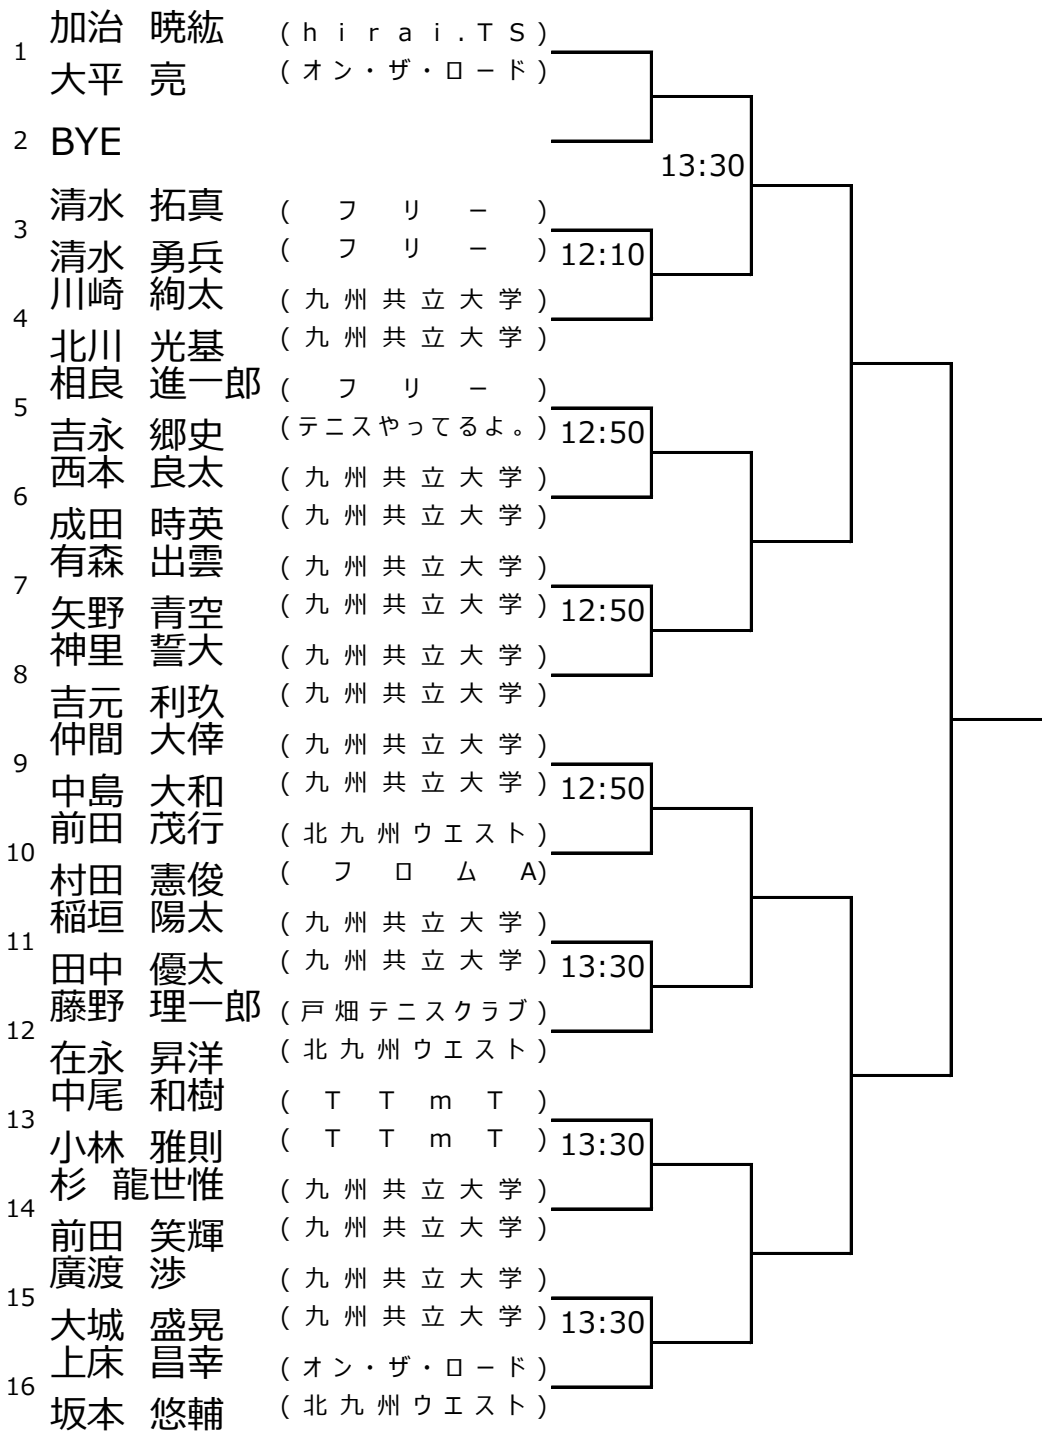 加治 暁紘 (hirai.TS)
1
大平 亮 (オン・ザ・ロード)
2 BYE
13:30
清水 拓真 (フリー)
3
清水 勇兵 (フリー) 12:10
川崎 絢太 (九州共立大学)
4
北川 光基 (九州共立大学)
相良 進一郎 (フリー)
5
吉永 郷史 (テニスやってるよ。) 12:50
西本 良太 (九州共立大学)
6
成田 時英 (九州共立大学)
有森 出雲 (九州共立大学)
7
矢野 青空 (九州共立大学) 12:50
神里 誓大 (九州共立大学)
8
吉元 利玖 (九州共立大学)
仲間 大倖 (九州共立大学)
9
中島 大和 (九州共立大学) 12:50
前田 茂行 (北九州ウエスト)
10
村田 憲俊 (フロムA)
稲垣 陽太 (九州共立大学)
11
田中 優太 (九州共立大学) 13:30
藤野 理一郎 (戸畑テニスクラブ)
12
在永 昇洋 (北九州ウエスト)
中尾 和樹 (TTmT)
13
小林 雅則 (TTmT) 13:30
杉 龍世惟 (九州共立大学)
14
前田 笑輝 (九州共立大学)
廣渡 渉 (九州共立大学)
15
大城 盛晃 (九州共立大学) 13:30
上床 昌幸 (オン・ザ・ロード)
16
坂本 悠輔 (北九州ウエスト)